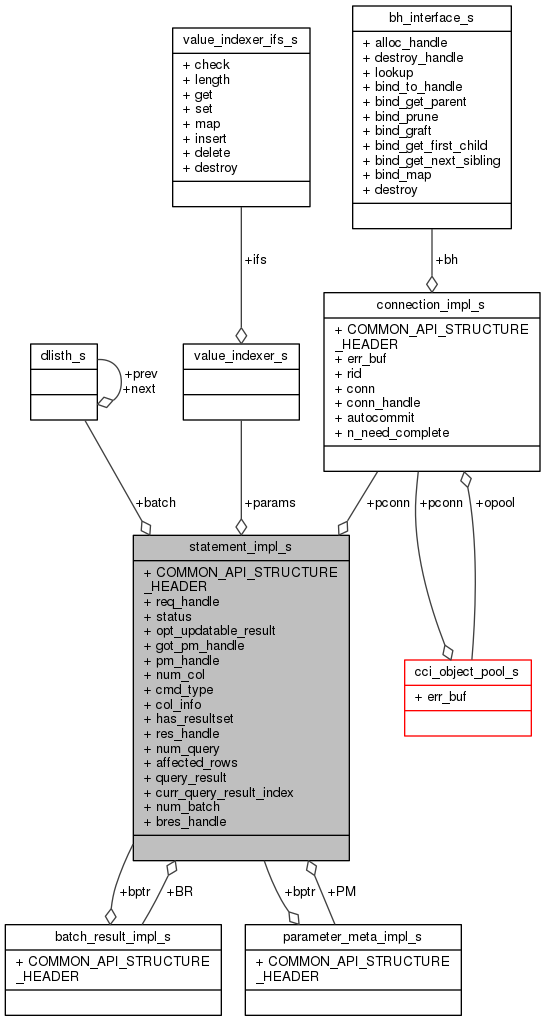 bh_interface_s
+ alloc_handle
+ destroy_handle
+ lookup
+ bind_to_handle
+ bind_get_parent
+ bind_prune
+ bind_graft
+ bind_get_first_child
+ bind_get_next_sibling
+ bind_map
+ destroy
value_indexer_ifs_s
+ check
+ length
+ get
+ set
+ map
+ insert
+ delete
+ destroy
+ifs
+bh
connection_impl_s
+ COMMON_API_STRUCTURE
_HEADER
+ err_buf
+ rid
+ conn
+ conn_handle
+ autocommit
+ n_need_complete
dlisth_s
+prev
+next
value_indexer_s
+batch
+params
+pconn
+pconn
+opool
statement_impl_s
+ COMMON_API_STRUCTURE
_HEADER
+ req_handle
+ status
+ opt_updatable_result
+ got_pm_handle
+ pm_handle
+ num_col
+ cmd_type
+ col_info
+ has_resultset
+ res_handle
+ num_query
+ affected_rows
+ query_result
+ curr_query_result_index
+ num_batch
+ bres_handle
cci_object_pool_s
+ err_buf
+bptr
+BR
+bptr
+PM
batch_result_impl_s
+ COMMON_API_STRUCTURE
_HEADER
parameter_meta_impl_s
+ COMMON_API_STRUCTURE
_HEADER